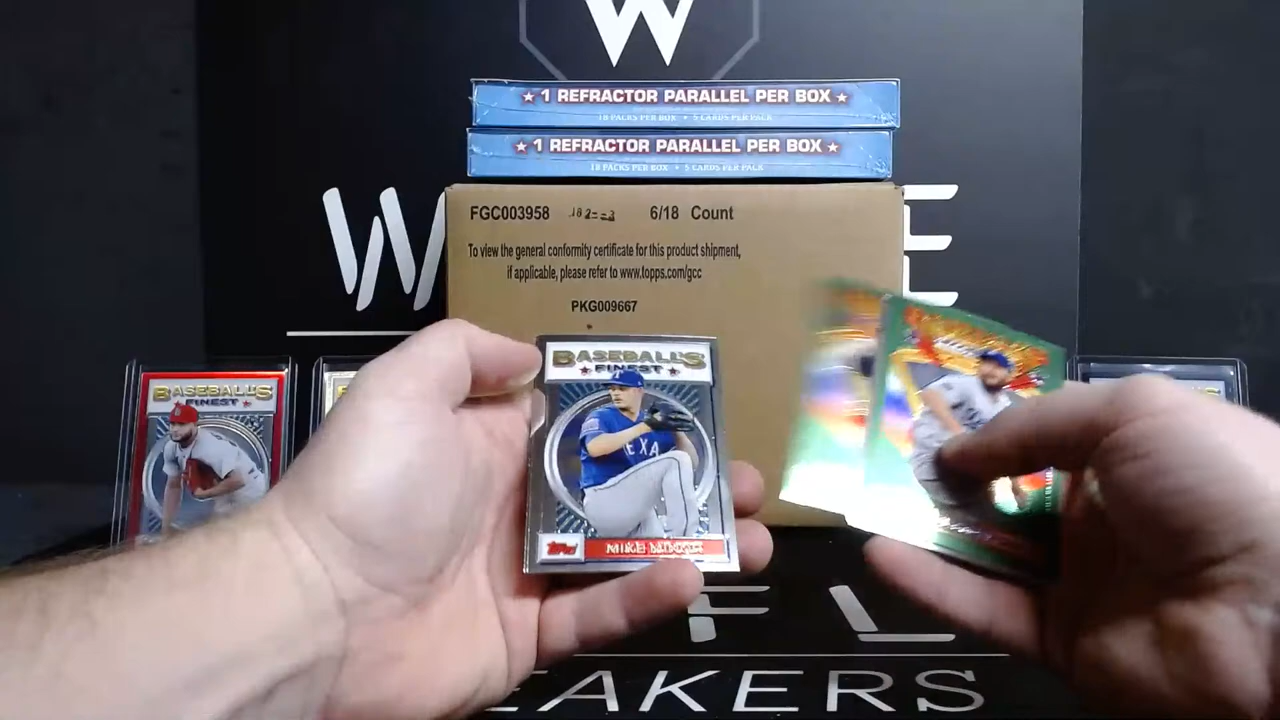 W
★ 1 REFRACTOR PARALLEL PER BOX ★
18 PACKS PER BOX • 5 CARDS PER PACK
★ 1 REFRACTOR PARALLEL PER BOX ★
18 PACKS PER BOX • 5 CARDS PER PACK
FGC003958 6/18 Count
To view the general conformity certificate for this product shipment,
if applicable, please refer to www.topps.com/gcc
PKG009667
W
E
BASEBALL'S
FINEST
BASEBALL'S
FINEST
TEXA
Topps
MIKE MINOR
FL
EAKERS